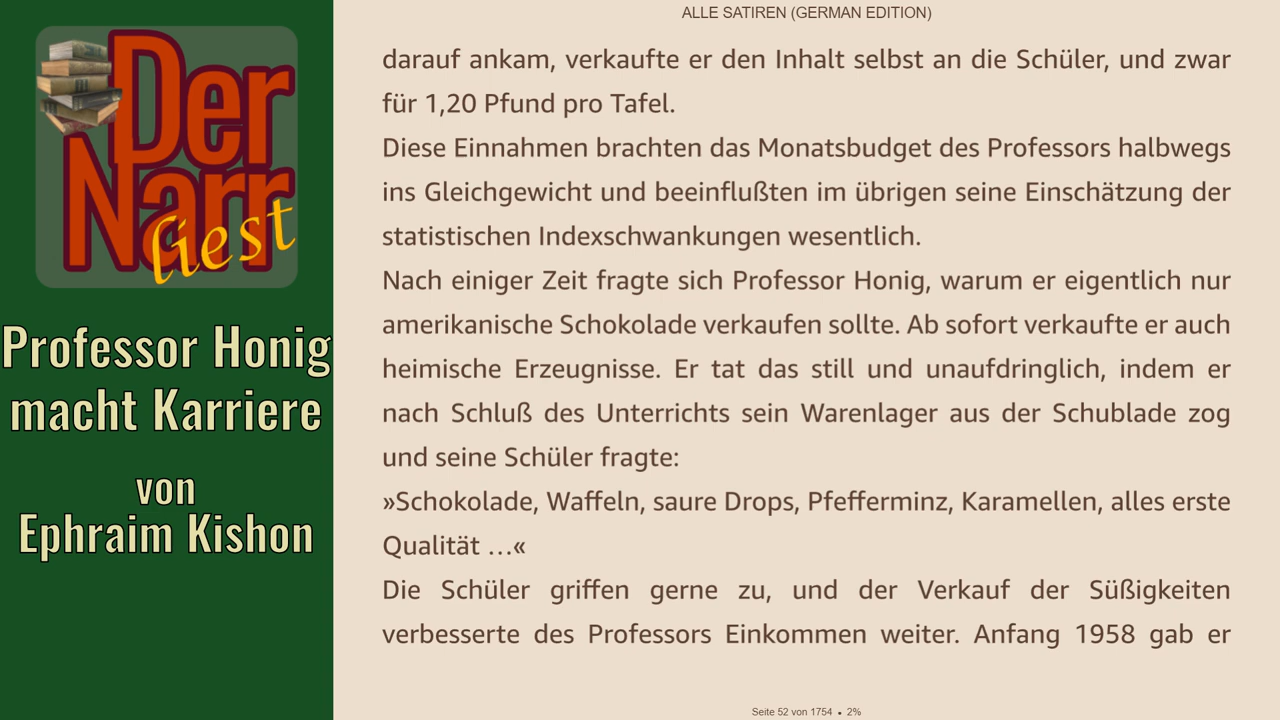 Der
Narr
liest
Professor Honig
macht Karriere
von
Ephraim Kishon
ALLE SATIREN (GERMAN EDITION)
darauf ankam, verkaufte er den Inhalt selbst an die Schüler, und zwar
für 1,20 Pfund pro Tafel.
Diese Einnahmen brachten das Monatsbudget des Professors halbwegs
ins Gleichgewicht und beeinflußten im übrigen seine Einschätzung der
statistischen Indexschwankungen wesentlich.
Nach einiger Zeit fragte sich Professor Honig, warum er eigentlich nur
amerikanische Schokolade verkaufen sollte. Ab sofort verkaufte er auch
heimische Erzeugnisse. Er tat das still und unaufdringlich, indem er
nach Schluß des Unterrichts sein Warenlager aus der Schublade zog
und seine Schüler fragte:
»Schokolade, Waffeln, saure Drops, Pfefferminz, Karamellen, alles erste
Qualität …«
Die Schüler griffen gerne zu, und der Verkauf der Süßigkeiten
verbesserte des Professors Einkommen weiter. Anfang 1958 gab er
Seite 52 von 1754 • 2%